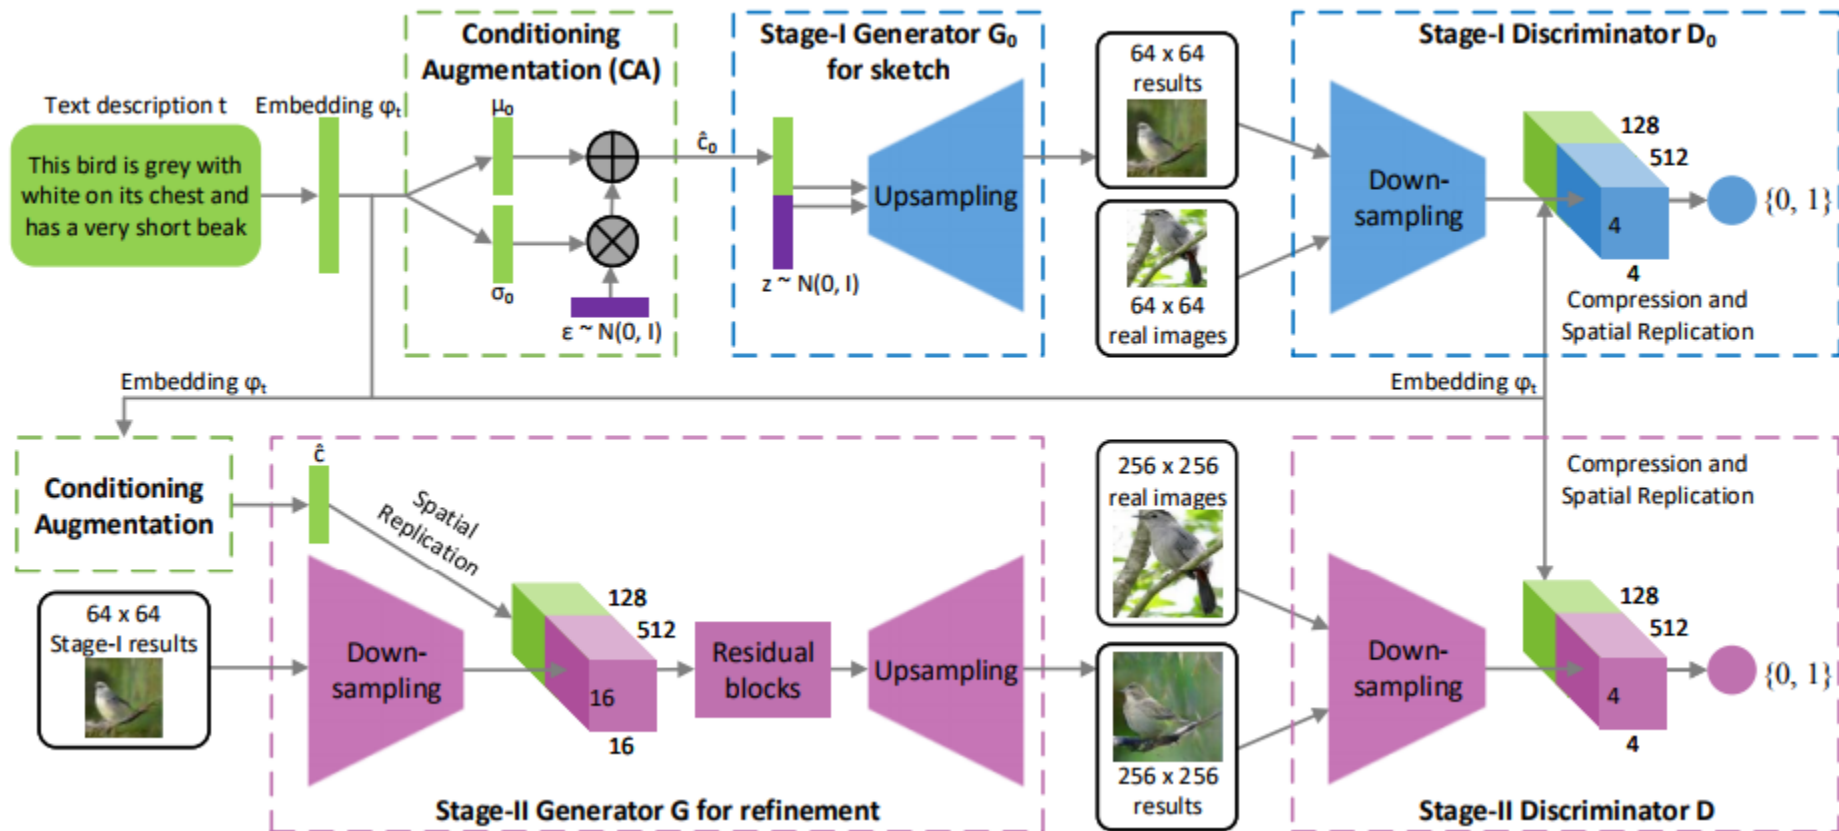 Conditioning
Augmentation (CA)
Stage-I Generator G₀
for sketch
Stage-I Discriminator D₀
Text description t
Embedding φₜ
This bird is grey with
white on its chest and
has a very short beak
μ₀
σ₀
ε ~ N(0, I)
ĉ₀
z ~ N(0, I)
Upsampling
64 x 64
results
64 x 64
real images
Down-
sampling
128
512
4
4
{0, 1}
Compression and
Spatial Replication
Embedding φₜ
Embedding φₜ
Conditioning
Augmentation
ĉ
Spatial
Replication
64 x 64
Stage-I results
Down-
sampling
128
512
16
16
Residual
blocks
Upsampling
Stage-II Generator G for refinement
256 x 256
real images
256 x 256
results
Compression and
Spatial Replication
Down-
sampling
128
512
4
4
{0, 1}
Stage-II Discriminator D